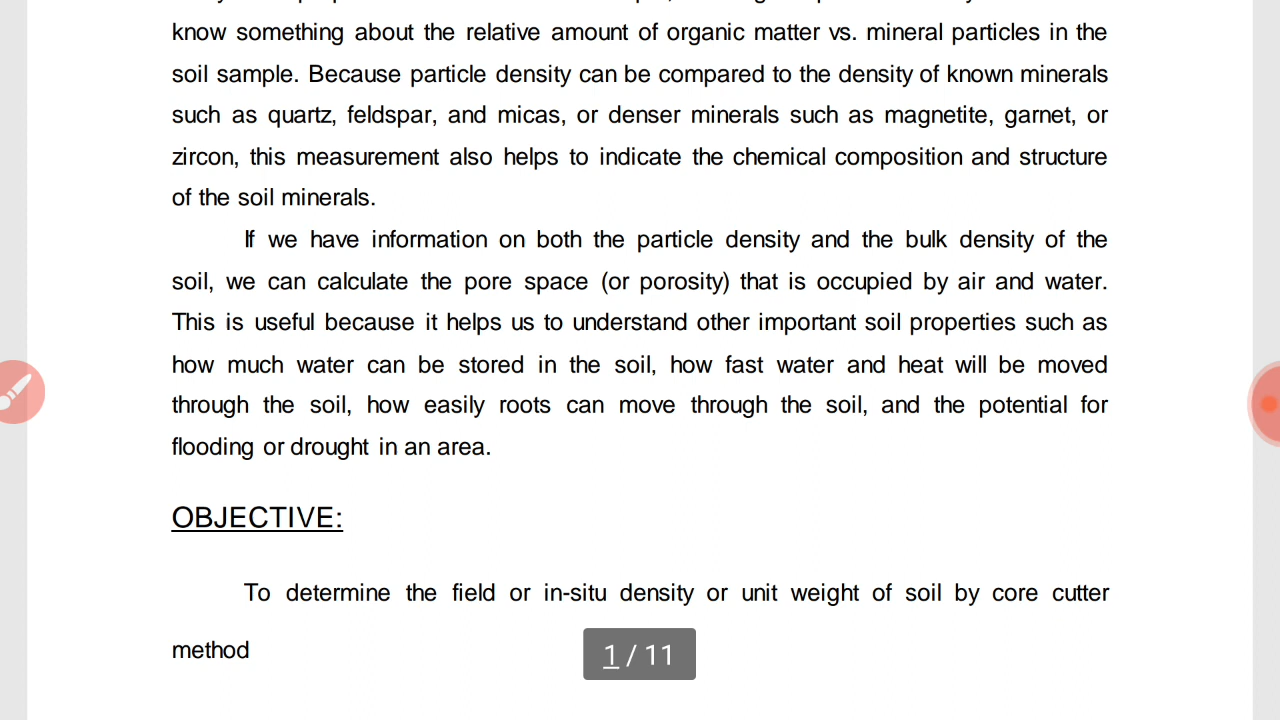 know something about the relative amount of organic matter vs. mineral particles in the
soil sample. Because particle density can be compared to the density of known minerals
such as quartz, feldspar, and micas, or denser minerals such as magnetite, garnet, or
zircon, this measurement also helps to indicate the chemical composition and structure
of the soil minerals.
If we have information on both the particle density and the bulk density of the
soil, we can calculate the pore space (or porosity) that is occupied by air and water.
This is useful because it helps us to understand other important soil properties such as
how much water can be stored in the soil, how fast water and heat will be moved
through the soil, how easily roots can move through the soil, and the potential for
flooding or drought in an area.
OBJECTIVE:
To determine the field or in-situ density or unit weight of soil by core cutter
method
1 / 11